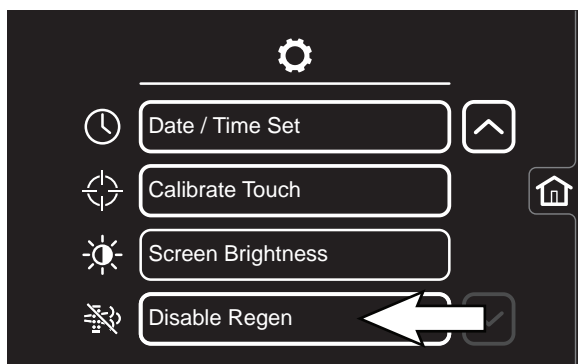 Date / Time Set
Calibrate Touch
Screen Brightness
Disable Regen